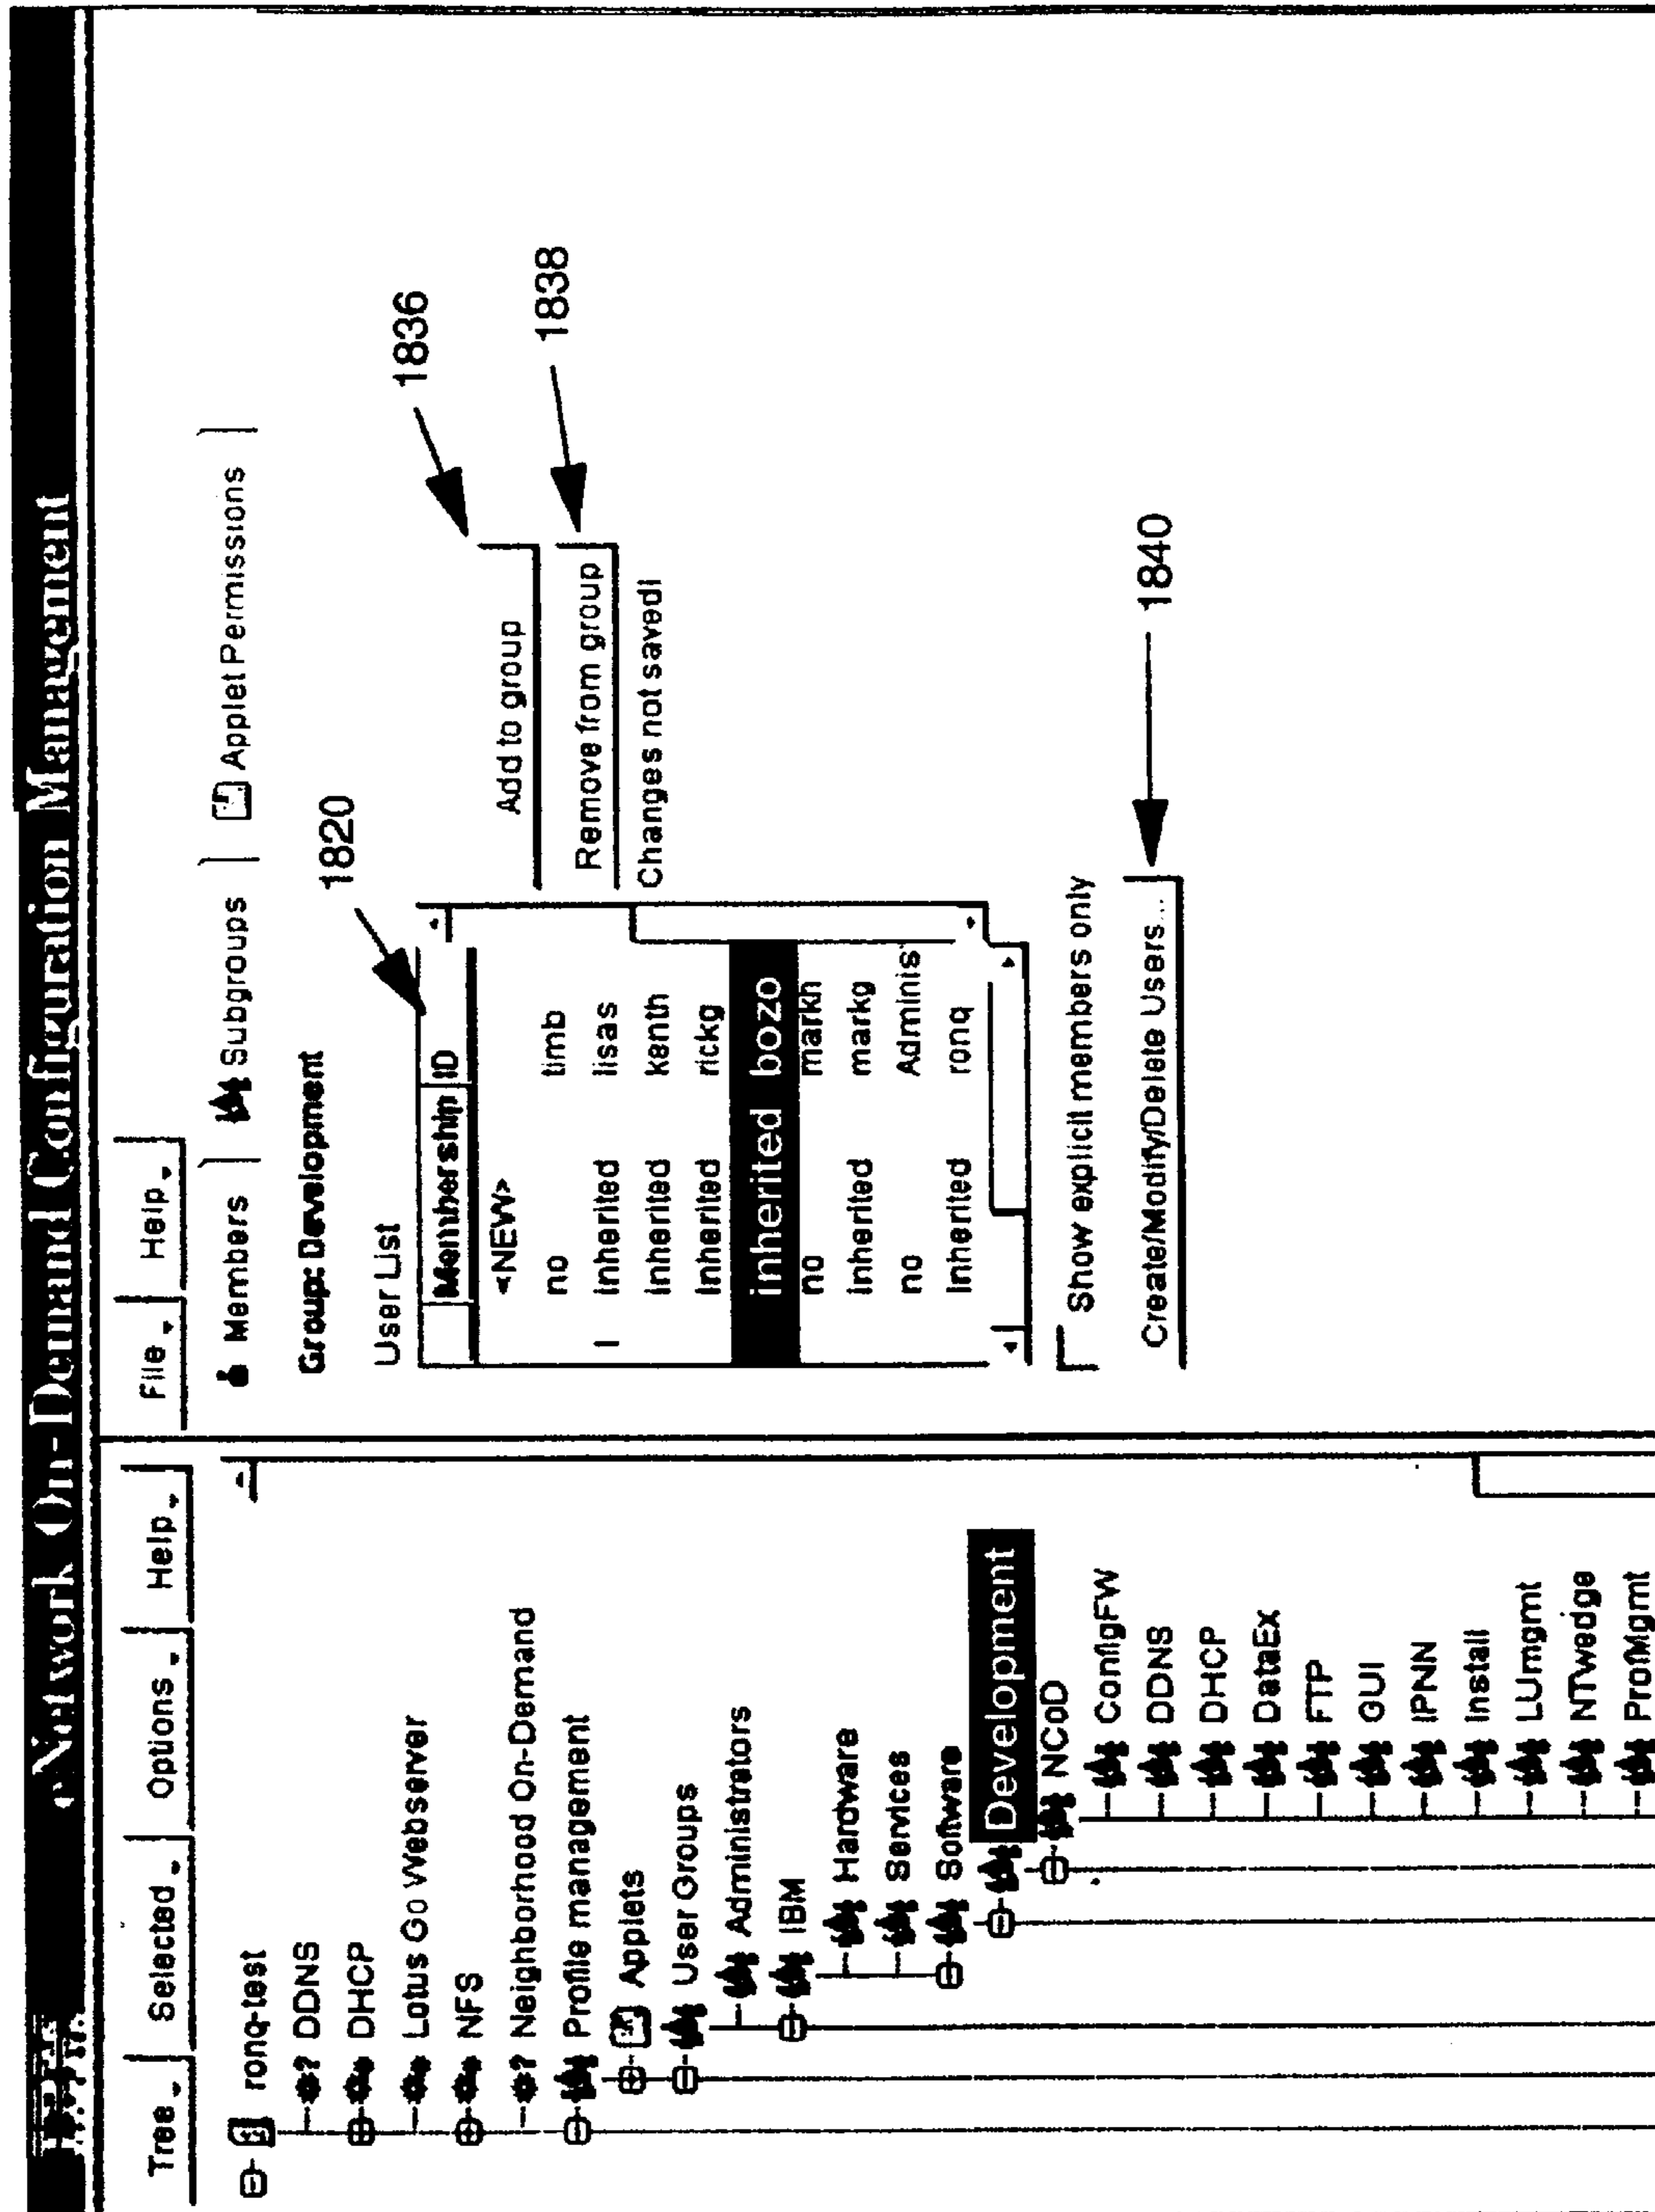 IBM eNetwork On-Demand Configuration Management
Tree Selected Options Help
ronq-test
DDNS
DHCP
Lotus Go Webserver
NFS
Neighborhood On-Demand
Profile management
Applets
User Groups
Administrators
IBM
Hardware
Services
Software
Development
NCoD
ConfigFW
DDNS
DHCP
DataEx
FTP
GUI
IPNN
Install
LUmgmt
NTwedge
ProfMgmt
File Help
Members Subgroups Applet Permissions
Group: Development
1820
User List
Membership ID
<NEW>
no timb
inherited lisas
inherited kenth
inherited rickg
inherited bozo
no markh
inherited markg
no Adminis
inherited ronq
Add to group
1836
Remove from group
1838
Changes not saved!
Show explicit members only
Create/Modify/Delete Users...
1840